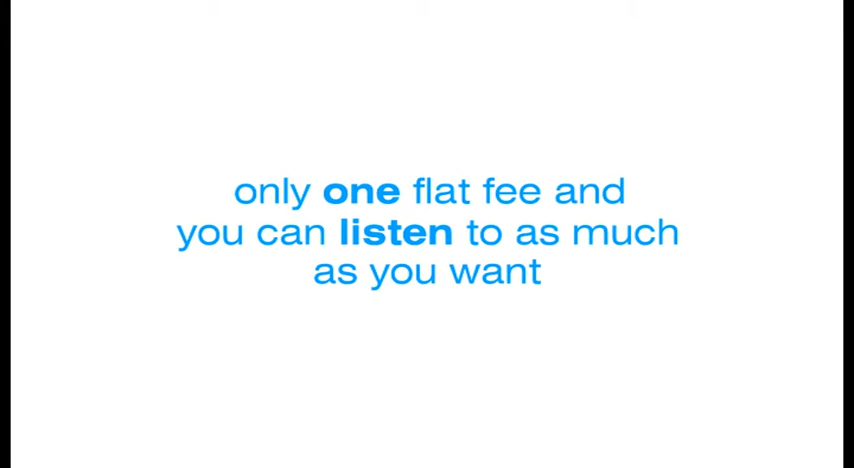 only one flat fee and
you can listen to as much
as you want